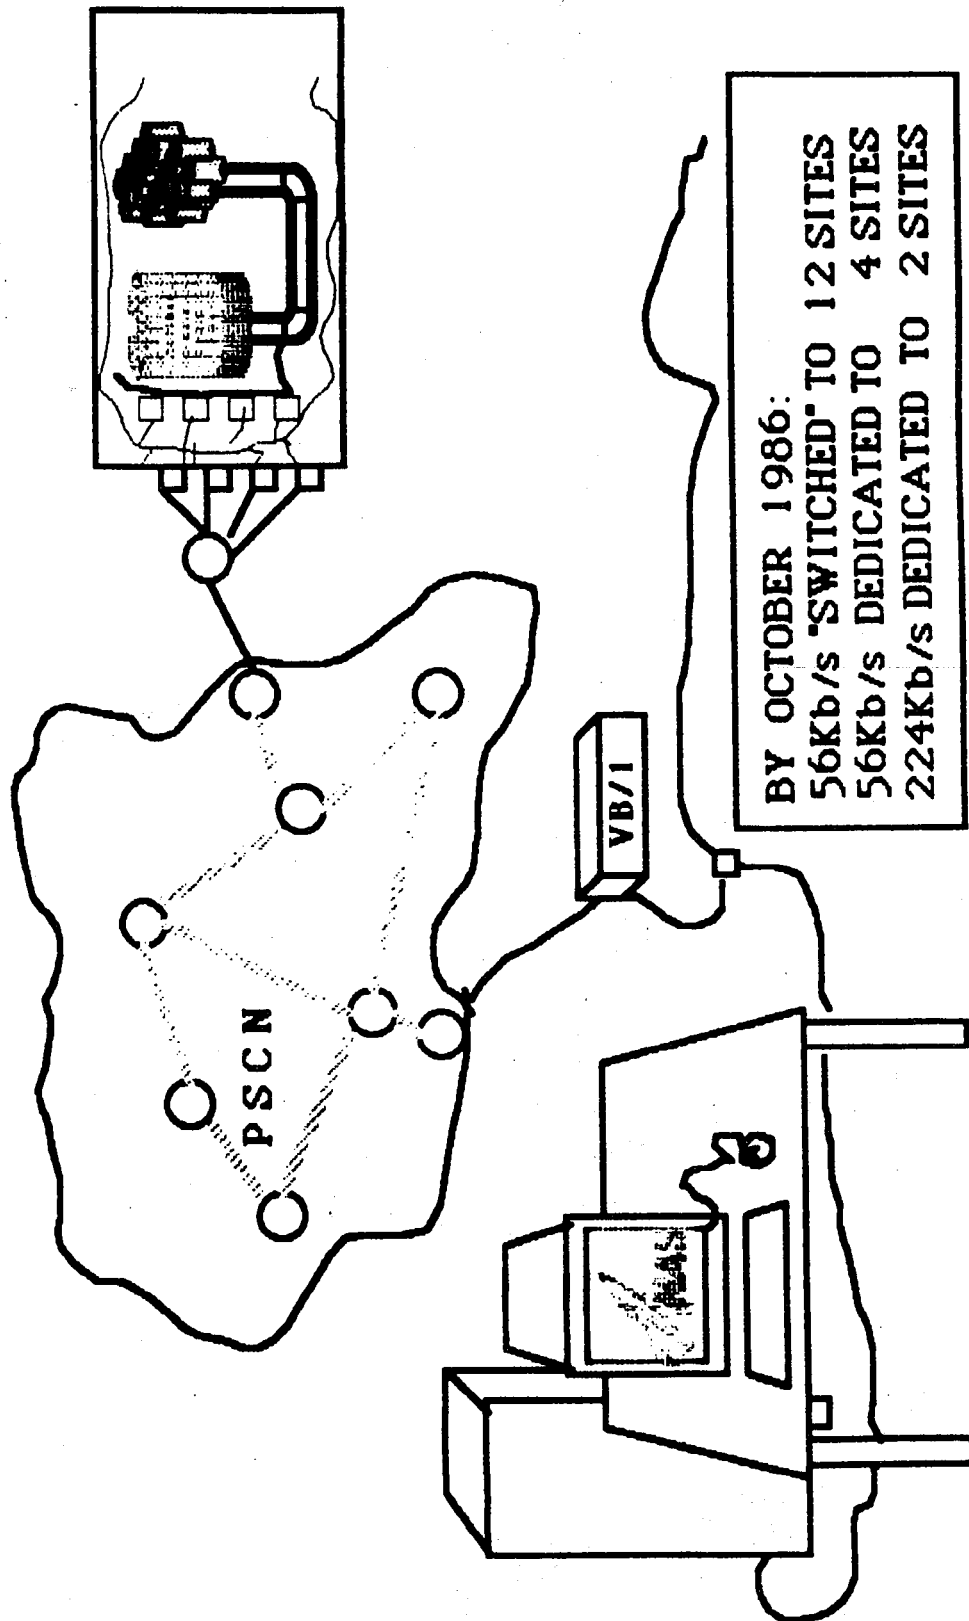 PSCN
VB/1
BY OCTOBER 1986:
56Kb/s "SWITCHED" TO 12 SITES
56Kb/s DEDICATED TO 4 SITES
224Kb/s DEDICATED TO 2 SITES